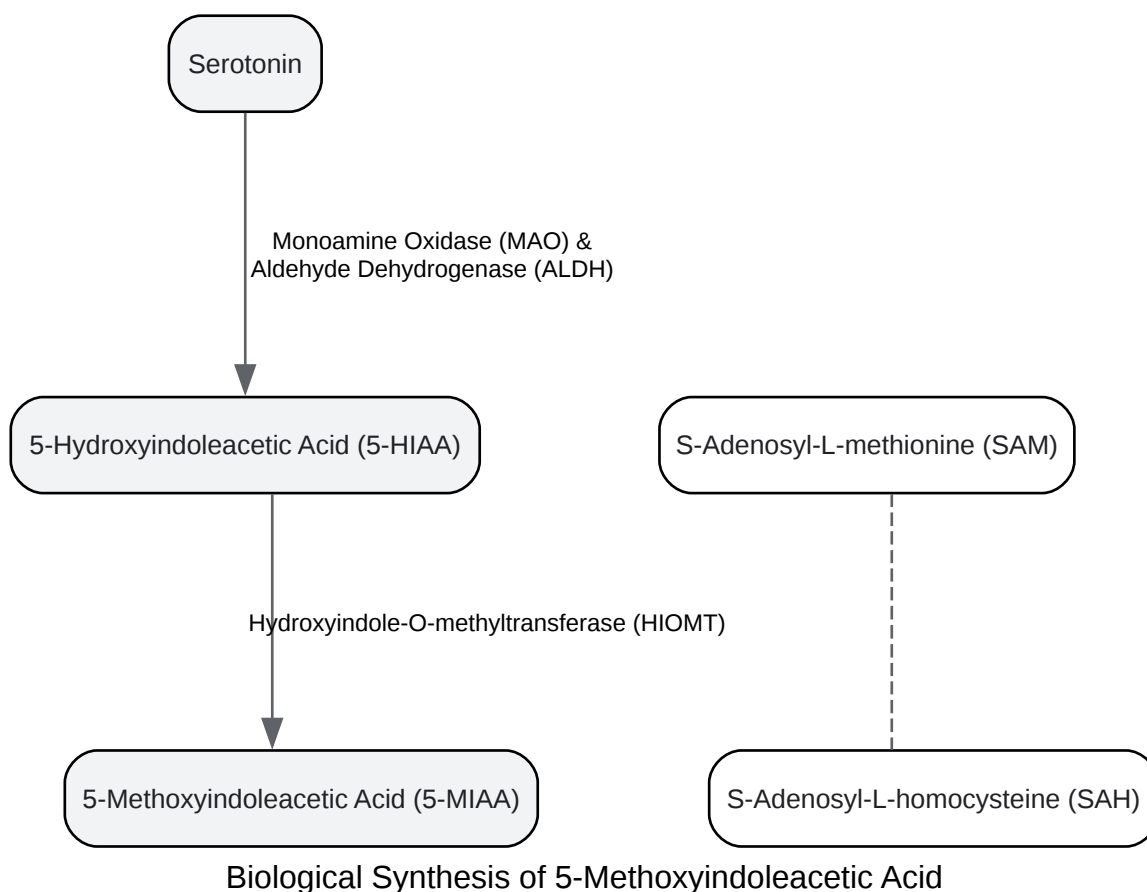 Serotonin
Monoamine Oxidase (MAO) &
Aldehyde Dehydrogenase (ALDH)
5-Hydroxyindoleacetic Acid (5-HIAA)
S-Adenosyl-L-methionine (SAM)
Hydroxyindole-O-methyltransferase (HIOMT)
5-Methoxyindoleacetic Acid (5-MIAA)
S-Adenosyl-L-homocysteine (SAH)
Biological Synthesis of 5-Methoxyindoleacetic Acid